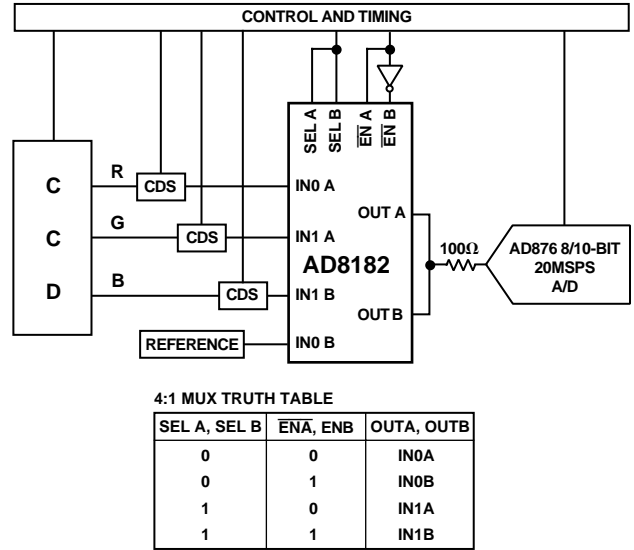 CONTROL AND TIMING
SEL A
SEL B
EN A
EN B
C
C
D
R
G
B
CDS
CDS
CDS
REFERENCE
IN0 A
IN1 A
IN1 B
IN0 B
AD8182
OUT A
OUT B
100Ω
AD876 8/10-BIT
20MSPS
A/D
4:1 MUX TRUTH TABLE
SEL A, SEL B ENA, ENB OUTA, OUTB
0 0 IN0A
0 1 IN0B
1 0 IN1A
1 1 IN1B